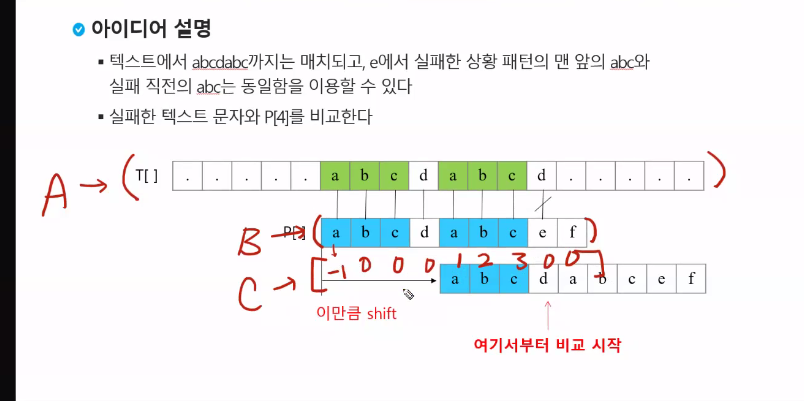 아이디어 설명
▪ 텍스트에서 abcdabc까지는 매치되고, e에서 실패한 상황 패턴의 맨 앞의 abc와
실패 직전의 abc는 동일함을 이용할 수 있다
▪ 실패한 텍스트 문자와 P[4]를 비교한다
A → ( T[ ] . . . . . a b c d a b c d . . . . . )
B → P[ ] ( a b c d a b c e f )
C → [ -1 0 0 0 1 2 3 0 0 ]
a b c d a b c e f
이만큼 shift
여기서부터 비교 시작